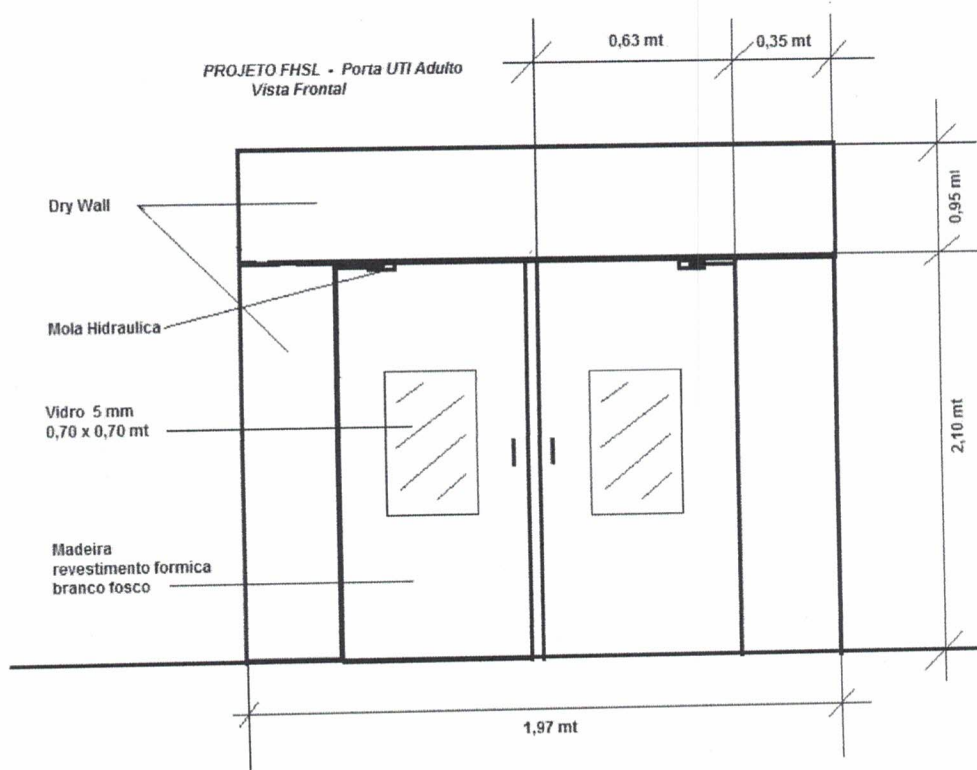 0,63 mt
0,35 mt
PROJETO FHSL - Porta UTI Adulto
Vista Frontal
0,95 mt
Dry Wall
Mola Hidraulica
Vidro 5 mm
0,70 x 0,70 mt
2,10 mt
Madeira
revestimento formica
branco fosco
1,97 mt